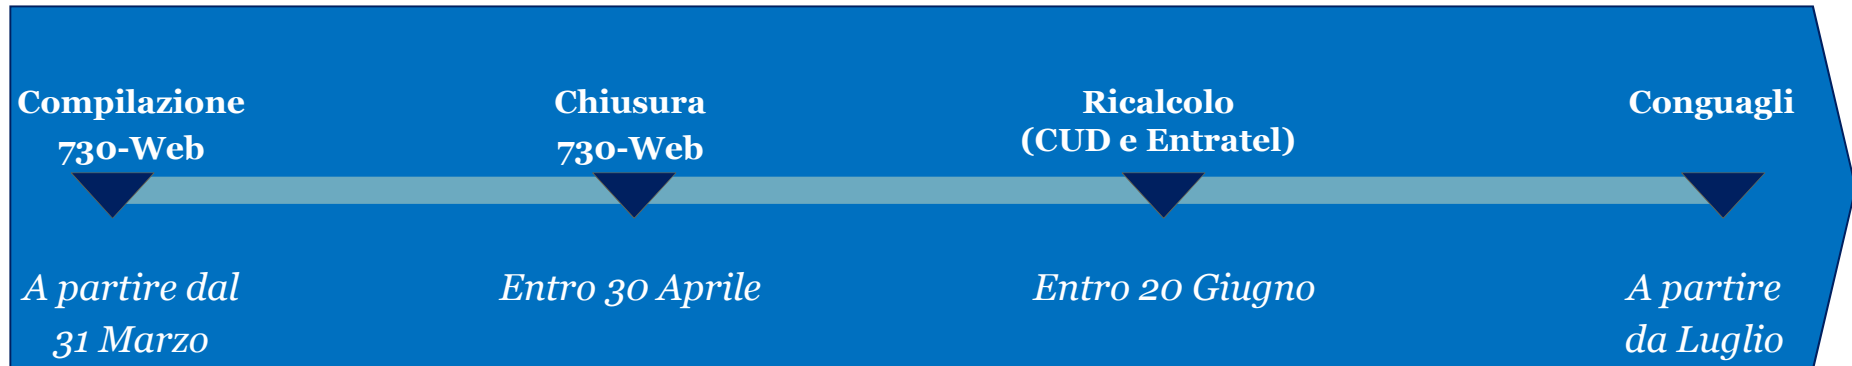 Compilazione
730-Web
Chiusura
730-Web
Ricalcolo
(CUD e Entratel)
Conguagli
A partire dal
31 Marzo
Entro 30 Aprile
Entro 20 Giugno
A partire
da Luglio